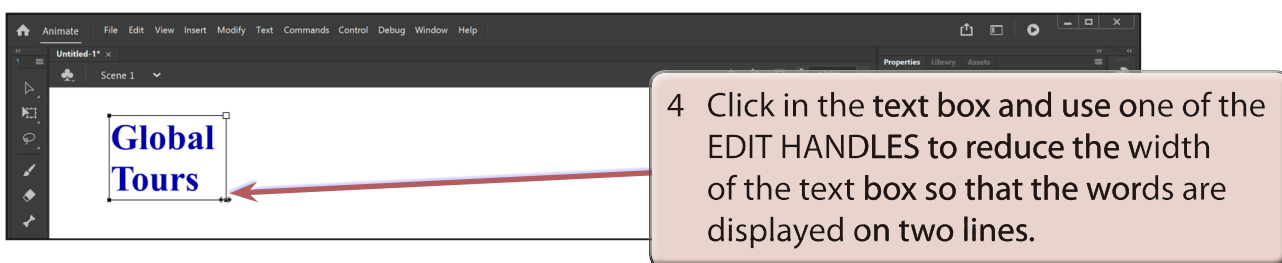 Animate File Edit View Insert Modify Text Commands Control Debug Window Help
Untitled-1* ×
Properties Library Assets
Scene 1
Global
Tours
4 Click in the text box and use one of the
EDIT HANDLES to reduce the width
of the text box so that the words are
displayed on two lines.